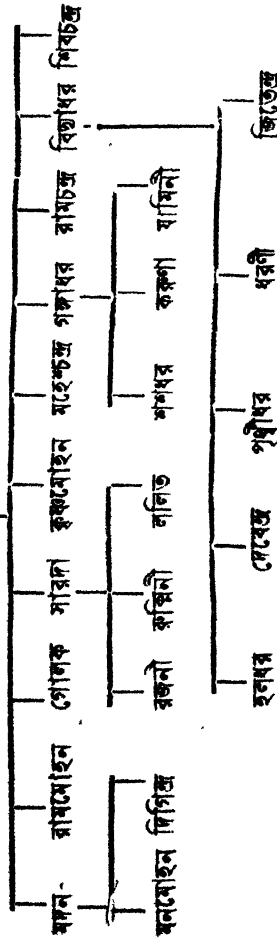 মদন- রামমোহন গোলক সারদা কৃষ্ণমোহন মহেশচন্দ্র গঙ্গাধর রামচন্দ্র বিদ্যাধর শিবচন্দ্র
মনমোহন দিগিন্দ্র রজনী রুক্মিনী ললিত শশধর করুণা যামিনী
হলধর দেবেন্দ্র পৃথ্বীধর ধরণী জিতেন্দ্র